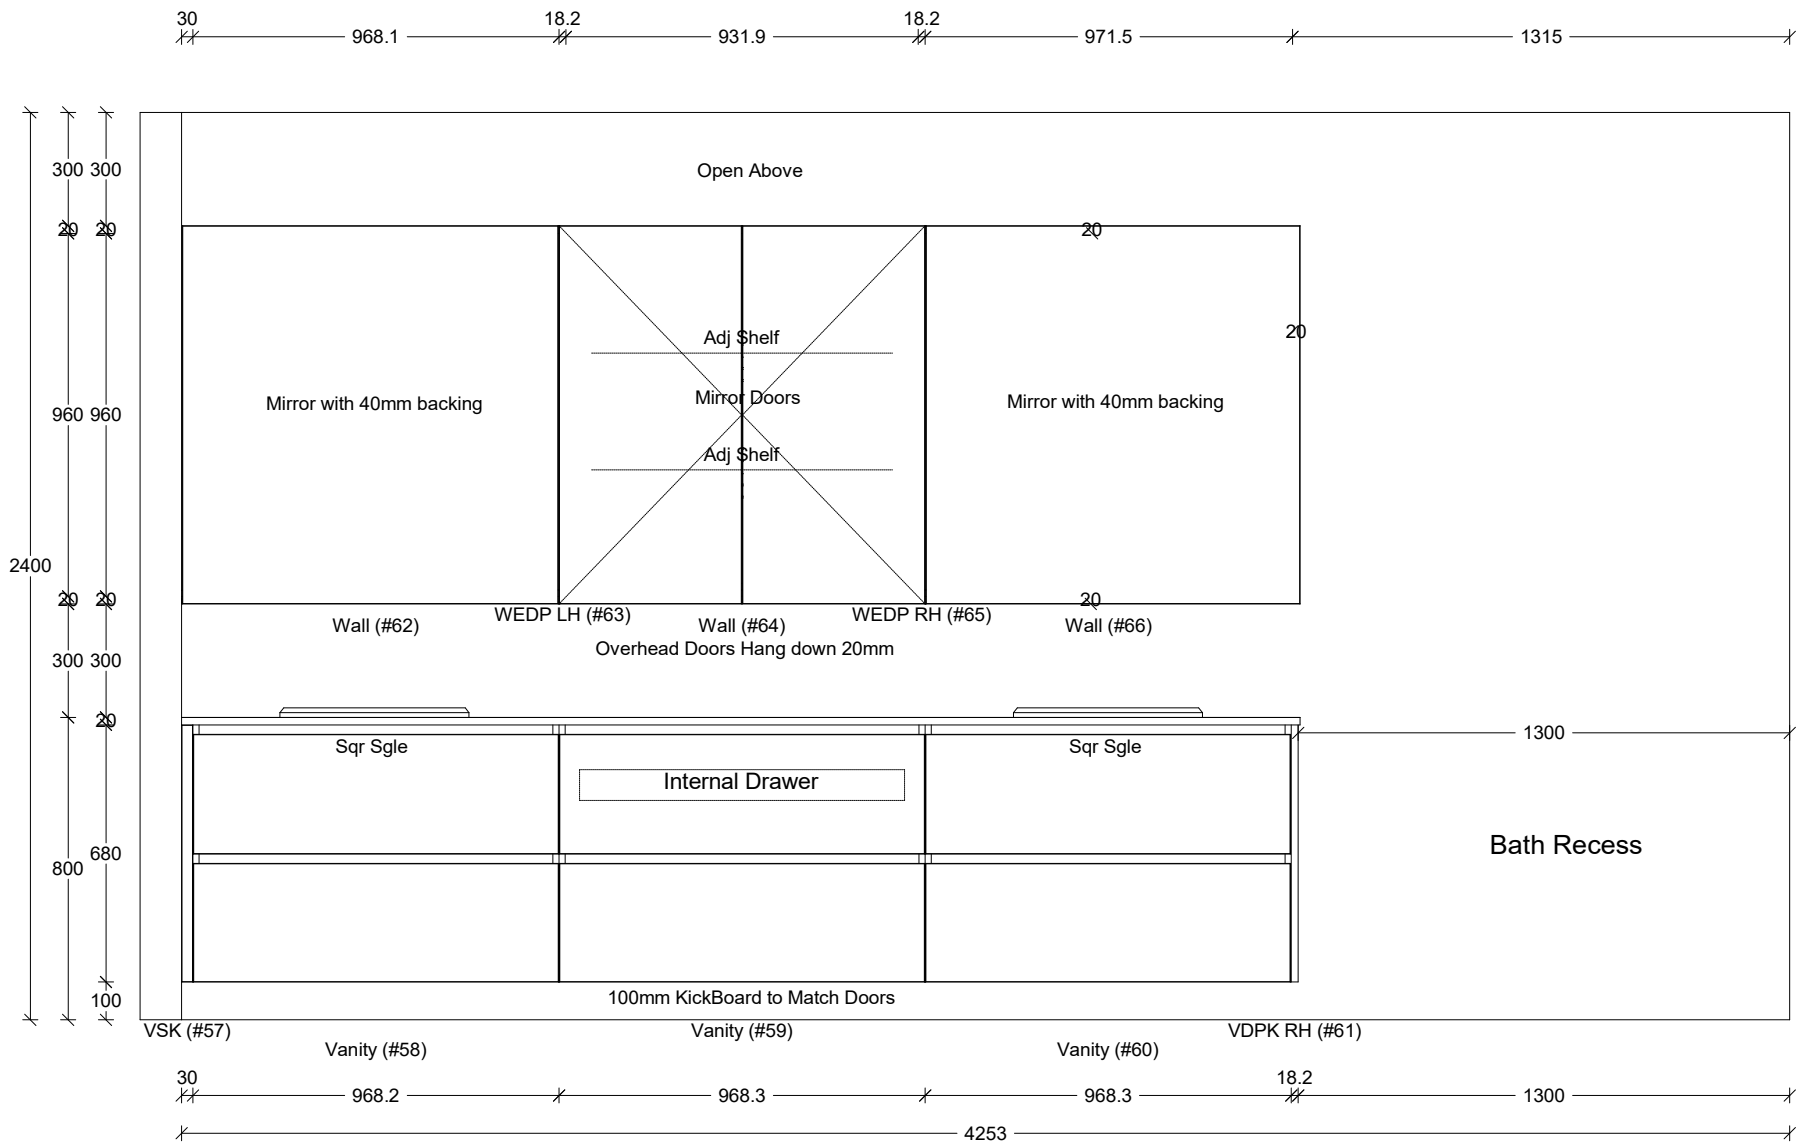 30 18.2 18.2
968.1 931.9 971.5 1315
300 300 Open Above
20 20 20
Adj Shelf
20
Mirror Doors
960 960 Mirror with 40mm backing Mirror with 40mm backing
Adj Shelf
2400
20 20 20
WEDP LH (#63) WEDP RH (#65)
Wall (#62) Wall (#64) Wall (#66)
Overhead Doors Hang down 20mm
300 300
20
1300
Sqr Sgle Sqr Sgle
Internal Drawer
Bath Recess
680
800
100mm KickBoard to Match Doors
100
VSK (#57) Vanity (#59) VDPK RH (#61)
Vanity (#58) Vanity (#60)
30 18.2
968.2 968.3 968.3 1300
4253